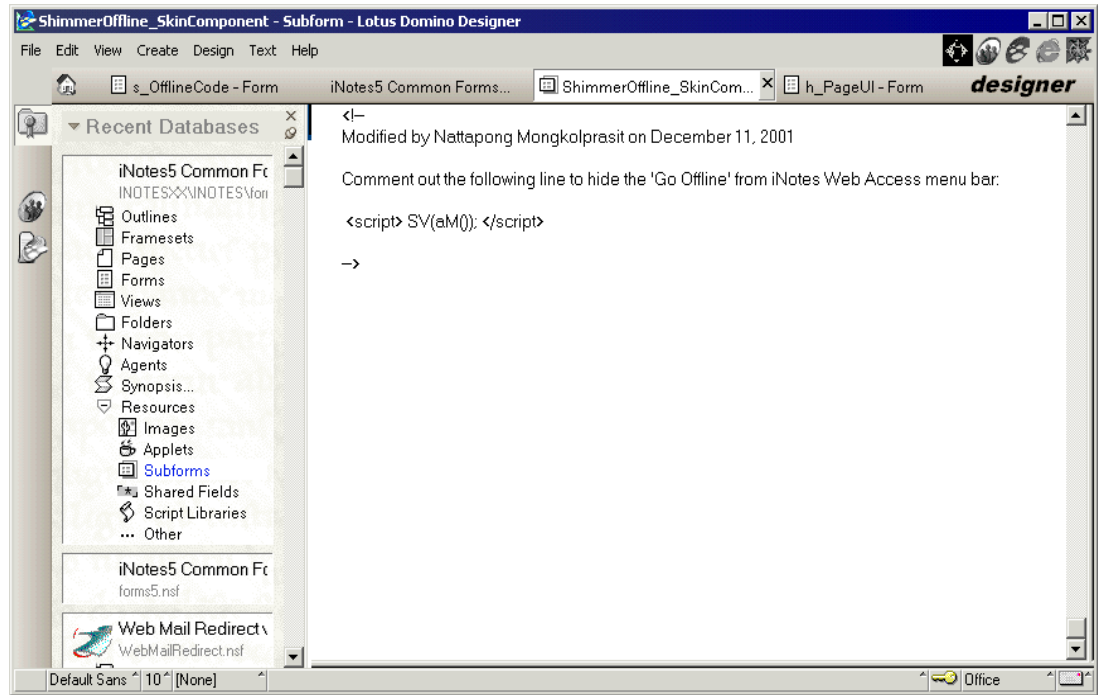 ShimmerOffline_SkinComponent - Subform - Lotus Domino Designer
File Edit View Create Design Text Help
s_OfflineCode - Form iNotes5 Common Forms... ShimmerOffline_SkinCom... h_PageUI - Form designer
Recent Databases
iNotes5 Common Fc
INOTESXX\INOTES\fori
Outlines
Framesets
Pages
Forms
Views
Folders
Navigators
Agents
Synopsis...
Resources
Images
Applets
Subforms
Shared Fields
Script Libraries
Other
iNotes5 Common Fc
forms5.nsf
Web Mail Redirect
WebMailRedirect.nsf
<!--
Modified by Nattapong Mongkolprasit on December 11, 2001
Comment out the following line to hide the 'Go Offline' from iNotes Web Access menu bar:
<script> SV(aM()); </script>
-->
Default Sans 10 [None] Office